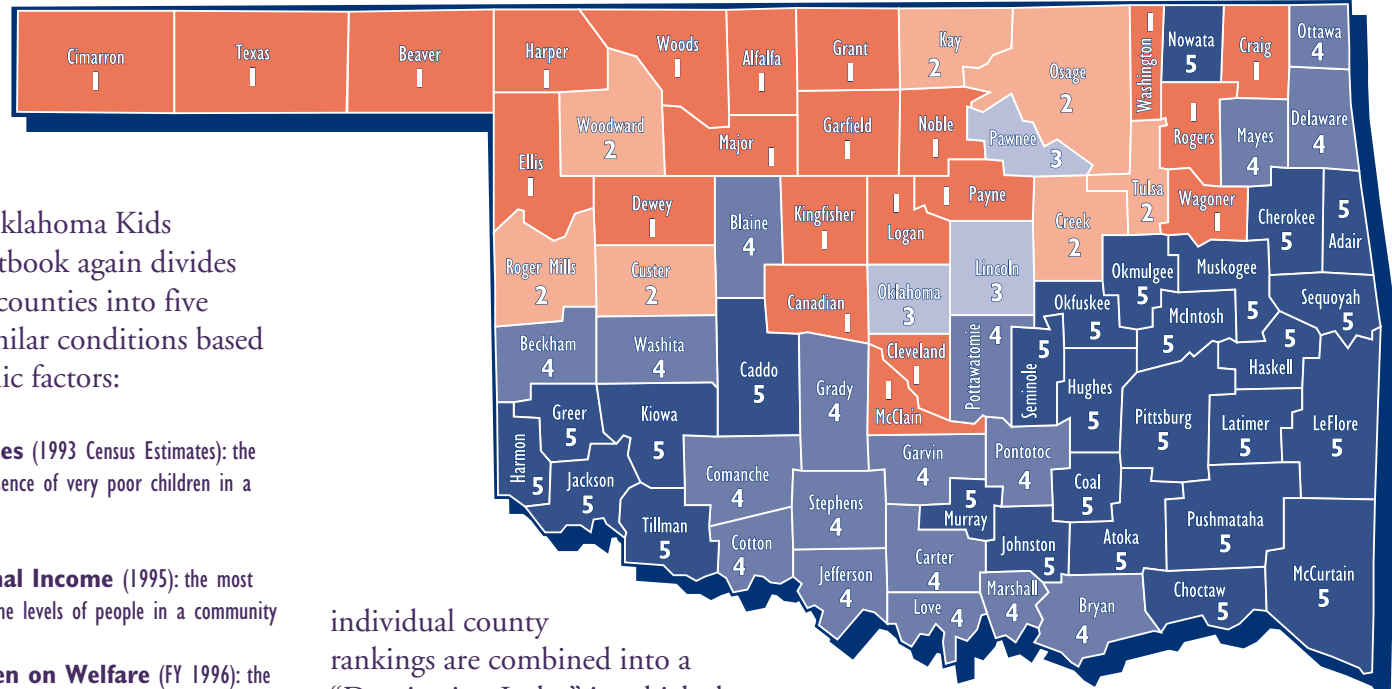 Cimarron
1
Texas
1
Beaver
1
Harper
1
Woods
1
Alfalfa
1
Grant
1
Kay
2
Osage
2
Washington
1
Nowata
5
Craig
1
Ottawa
4
Ellis
1
Woodward
2
Major
1
Garfield
1
Noble
1
Pawnee
3
Rogers
1
Mayes
4
Delaware
4
Dewey
1
Blaine
4
Kingfisher
1
Logan
1
Payne
1
Creek
2
Tulsa
2
Wagoner
1
Cherokee
5
Adair
5
Roger Mills
2
Custer
2
Canadian
1
Oklahoma
3
Lincoln
3
Okfuskee
5
Okmulgee
5
Muskogee
5
McIntosh
5
Sequoyah
5
Haskell
5
Beckham
4
Washita
4
Caddo
5
Grady
4
Cleveland
1
McClain
1
Pottawatomie
4
Seminole
5
Hughes
5
Pittsburg
5
Latimer
5
LeFlore
5
Harmon
5
Greer
5
Kiowa
5
Jackson
5
Tillman
5
Comanche
4
Cotton
4
Stephens
4
Jefferson
4
Garvin
4
Murray
5
Pontotoc
4
Coal
5
Carter
4
Love
4
Johnston
5
Marshall
4
Atoka
5
Bryan
4
Pushmataha
5
Choctaw
5
McCurtain
5
klahoma Kids
tbook again divides
counties into five
milar conditions based
ic factors:
es (1993 Census Estimates): the
sence of very poor children in a
nal Income (1995): the most
ne levels of people in a community
en on Welfare (FY 1996): the
individual county
rankings are combined into a